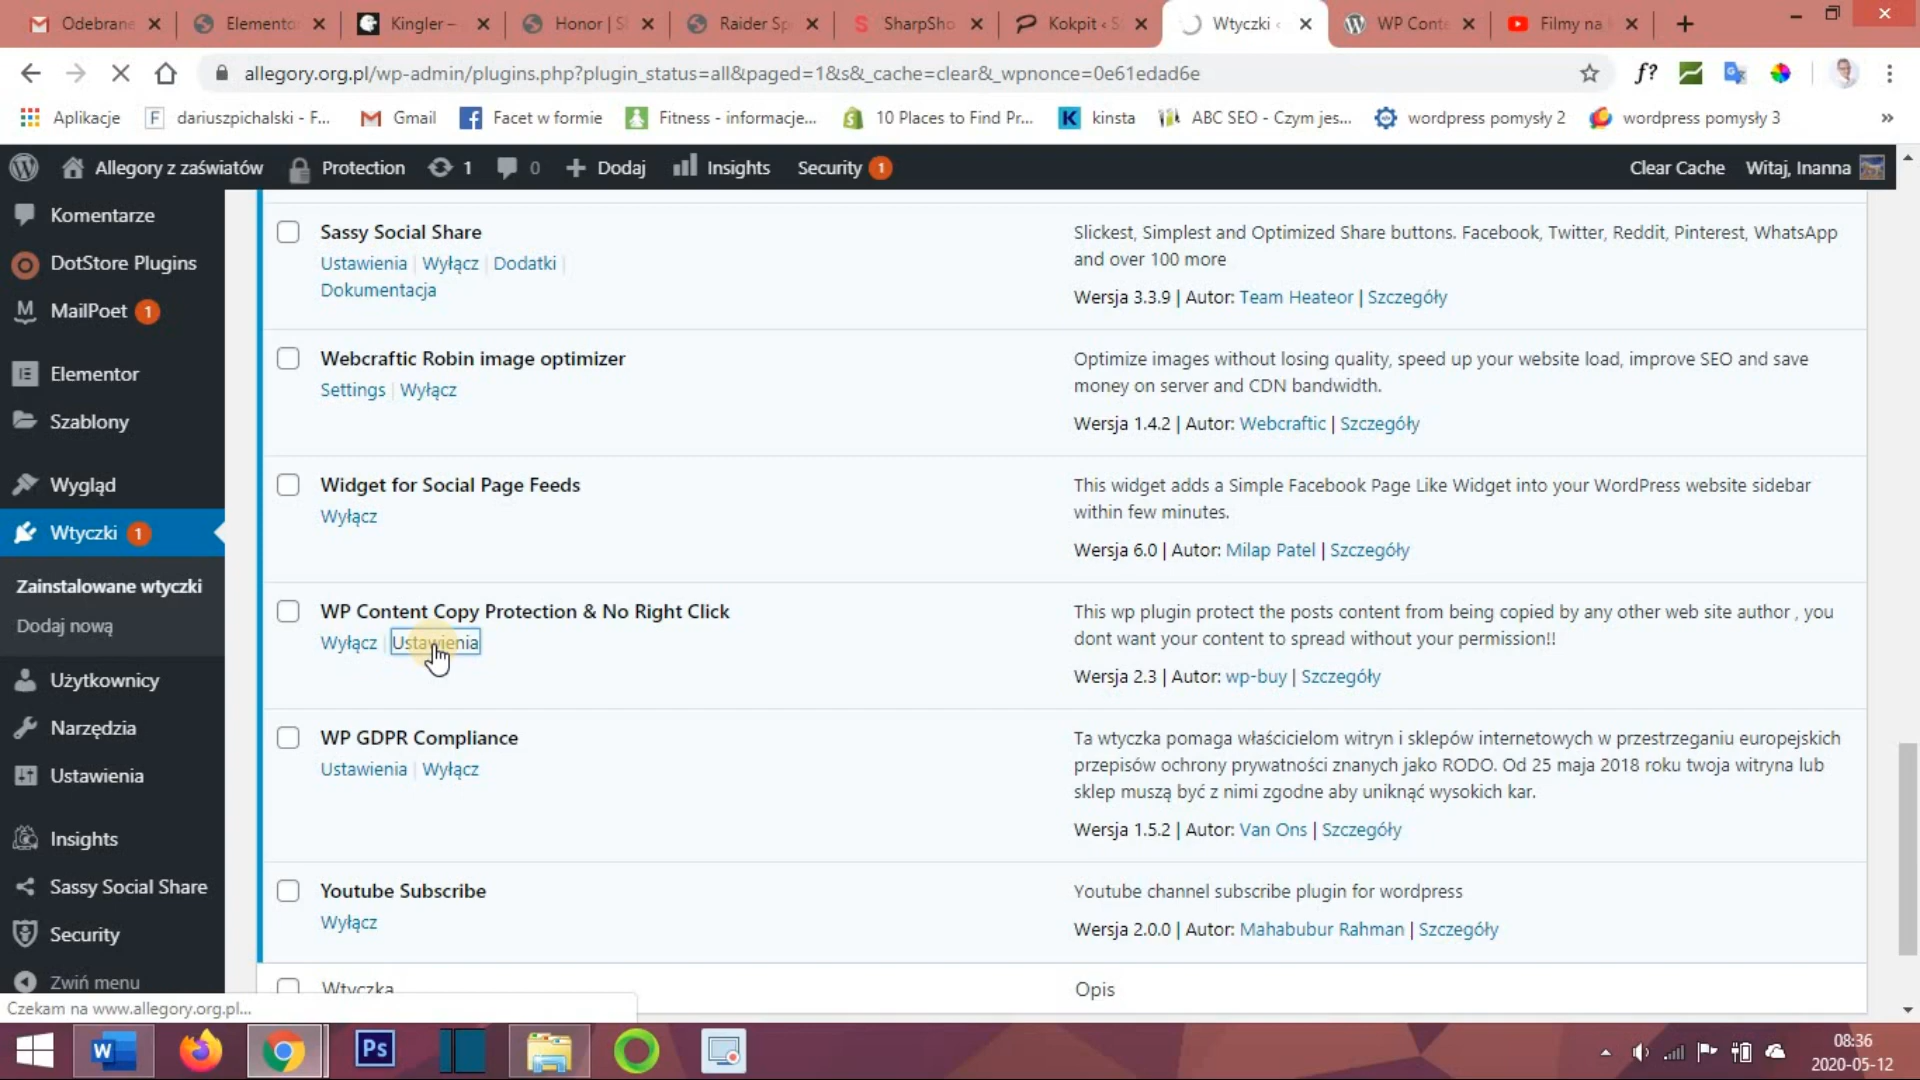 Odebrane
Elemento
Kingler –
Honor | S
Raider Sp
SharpSho
Kokpit ‹ S
Wtyczki ‹
WP Cont
Filmy na
allegory.org.pl/wp-admin/plugins.php?plugin_status=all&paged=1&s&_cache=clear&_wpnonce=0e61edad6e
f?
Aplikacje
F dariuszpichalski - F...
Gmail
Facet w formie
Fitness - informacje...
10 Places to Find Pr...
K kinsta
ABC SEO - Czym jes...
wordpress pomysły 2
wordpress pomysły 3
»
Allegory z zaświatów
Protection
1
0
Dodaj
Insights
Security 1
Clear Cache
Witaj, Inanna
Komentarze
DotStore Plugins
MailPoet 1
Elementor
Szablony
Wygląd
Wtyczki 1
Zainstalowane wtyczki
Dodaj nową
Użytkownicy
Narzędzia
Ustawienia
Insights
Sassy Social Share
Security
Zwiń menu
Sassy Social Share
Ustawienia | Wyłącz | Dodatki |
Dokumentacja
Slickest, Simplest and Optimized Share buttons. Facebook, Twitter, Reddit, Pinterest, WhatsApp
and over 100 more
Wersja 3.3.9 | Autor: Team Heateor | Szczegóły
Webcraftic Robin image optimizer
Settings | Wyłącz
Optimize images without losing quality, speed up your website load, improve SEO and save
money on server and CDN bandwidth.
Wersja 1.4.2 | Autor: Webcraftic | Szczegóły
Widget for Social Page Feeds
Wyłącz
This widget adds a Simple Facebook Page Like Widget into your WordPress website sidebar
within few minutes.
Wersja 6.0 | Autor: Milap Patel | Szczegóły
WP Content Copy Protection & No Right Click
Wyłącz | Ustawienia
This wp plugin protect the posts content from being copied by any other web site author , you
dont want your content to spread without your permission!!
Wersja 2.3 | Autor: wp-buy | Szczegóły
WP GDPR Compliance
Ustawienia | Wyłącz
Ta wtyczka pomaga właścicielom witryn i sklepów internetowych w przestrzeganiu europejskich
przepisów ochrony prywatności znanych jako RODO. Od 25 maja 2018 roku twoja witryna lub
sklep muszą być z nimi zgodne aby uniknąć wysokich kar.
Wersja 1.5.2 | Autor: Van Ons | Szczegóły
Youtube Subscribe
Wyłącz
Youtube channel subscribe plugin for wordpress
Wersja 2.0.0 | Autor: Mahabubur Rahman | Szczegóły
Wtyczka
Opis
Czekam na www.allegory.org.pl...
W
Ps
08:36
2020-05-12